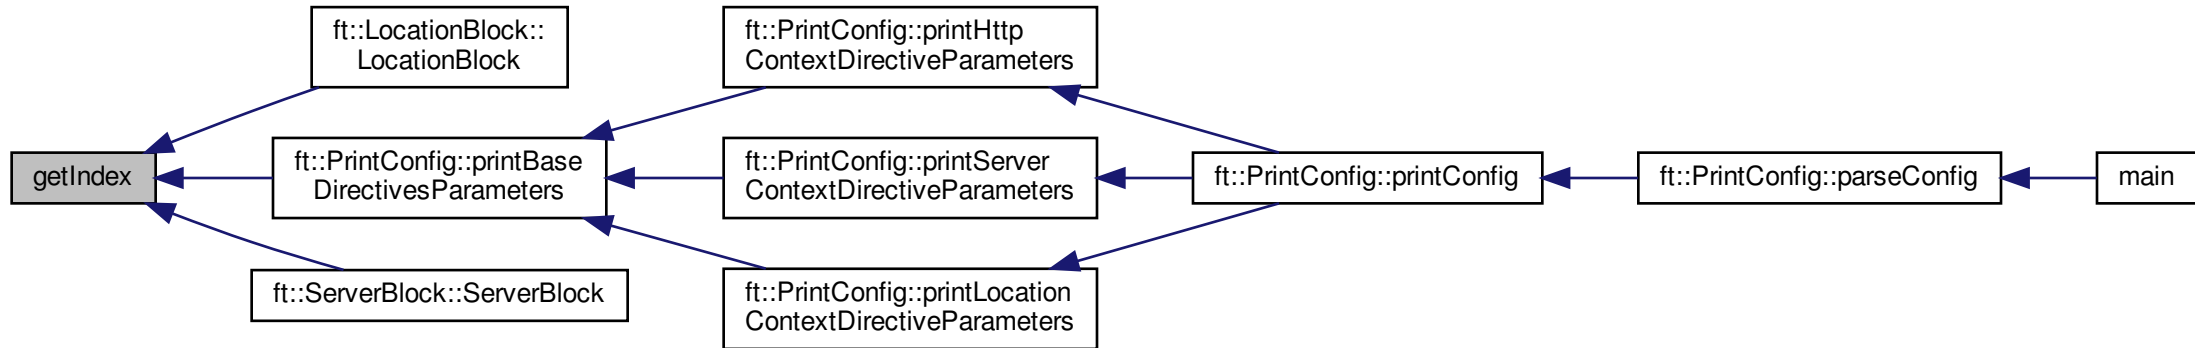 getIndex
ft::LocationBlock::
LocationBlock
ft::PrintConfig::printBase
DirectivesParameters
ft::ServerBlock::ServerBlock
ft::PrintConfig::printHttp
ContextDirectiveParameters
ft::PrintConfig::printServer
ContextDirectiveParameters
ft::PrintConfig::printLocation
ContextDirectiveParameters
ft::PrintConfig::printConfig
ft::PrintConfig::parseConfig
main